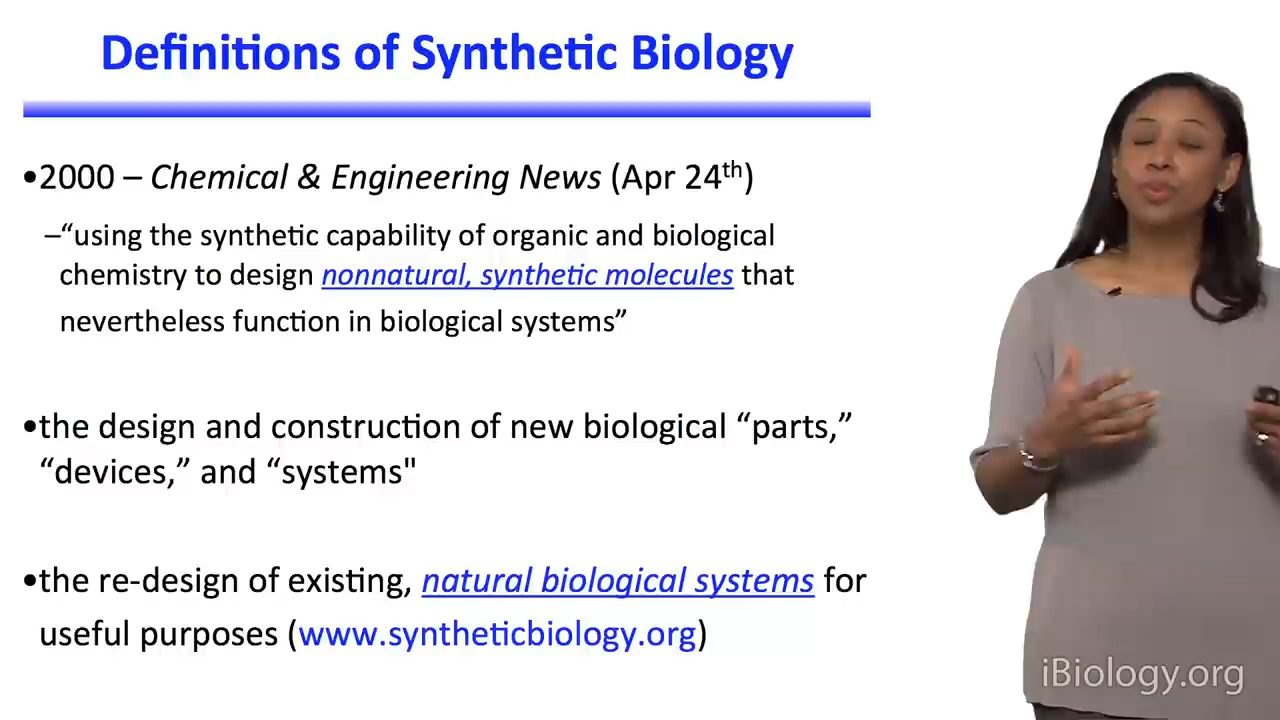 Definitions of Synthetic Biology
•2000 – Chemical & Engineering News (Apr 24th)
–“using the synthetic capability of organic and biological
chemistry to design nonnatural, synthetic molecules that
nevertheless function in biological systems”
•the design and construction of new biological “parts,”
“devices,” and “systems"
•the re-design of existing, natural biological systems for
useful purposes (www.syntheticbiology.org)
iBiology.org